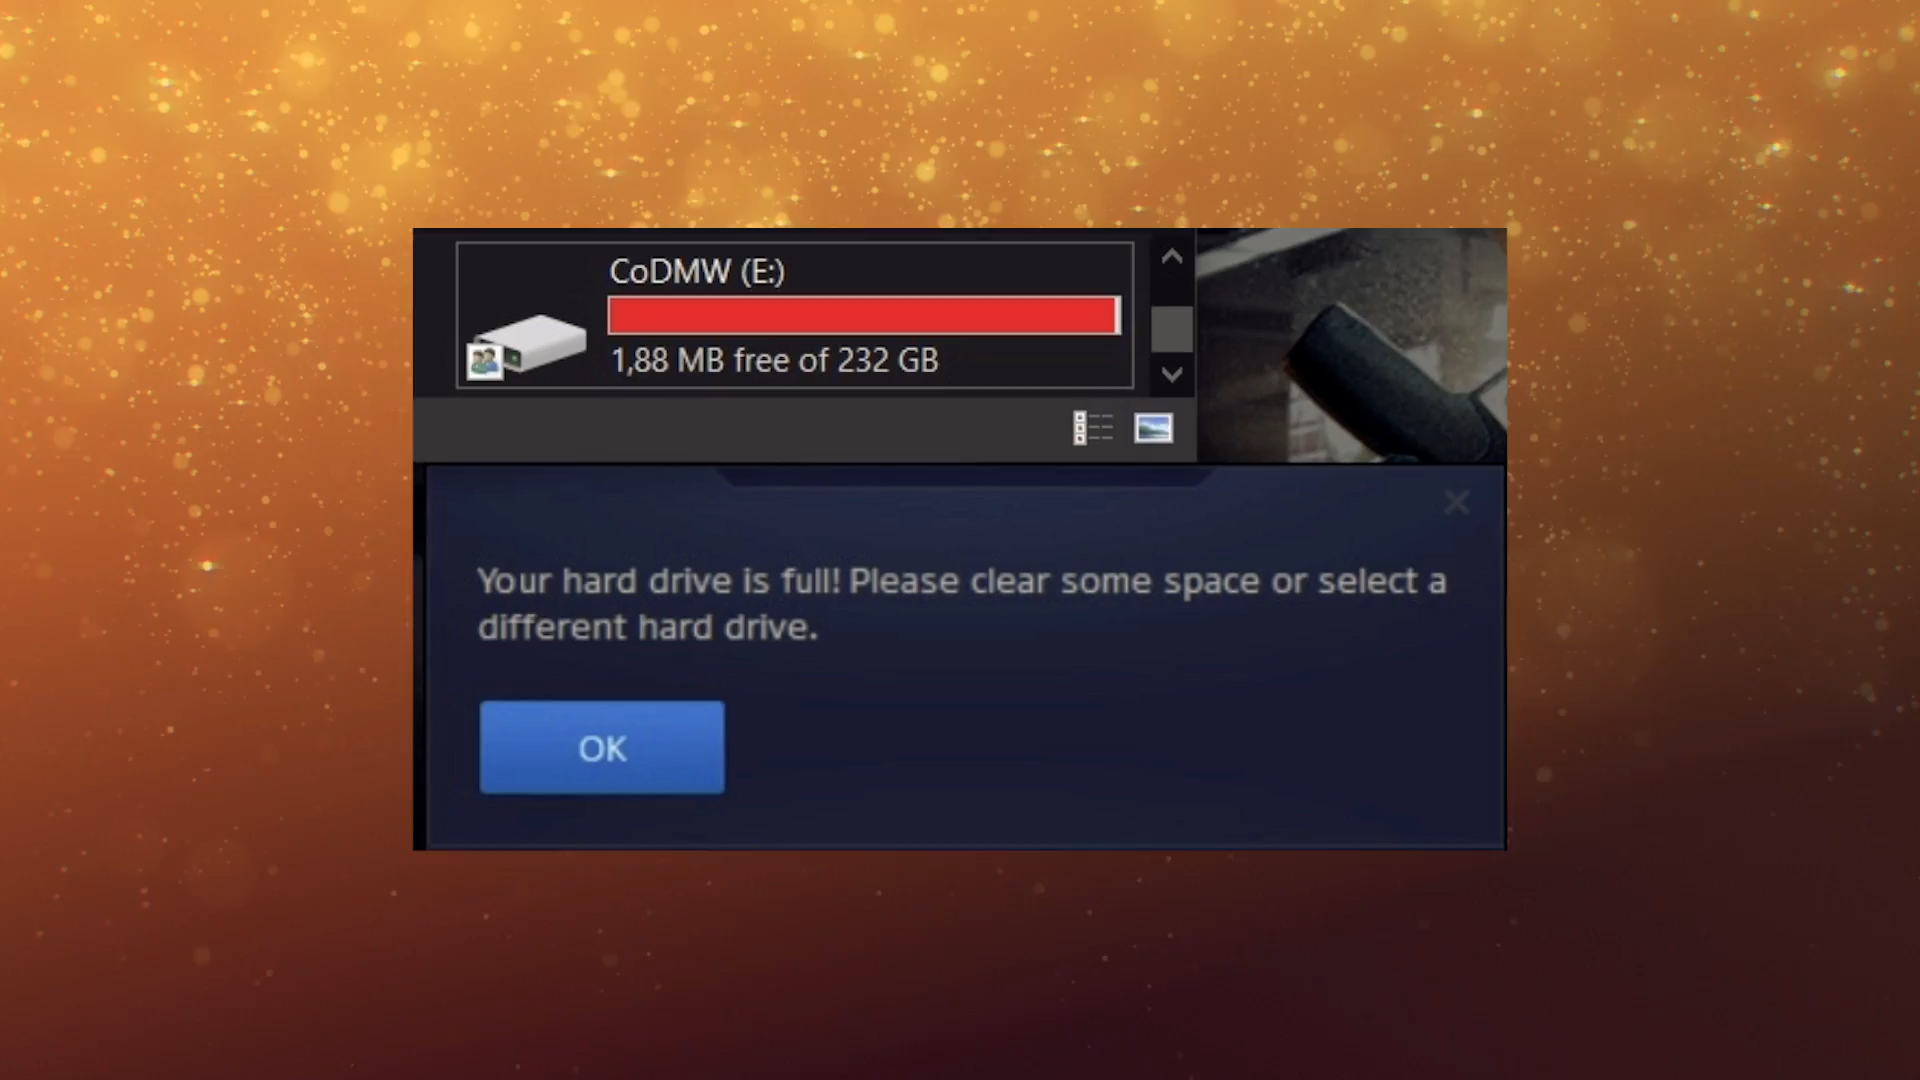 CoDMW (E:)
1,88 MB free of 232 GB
Your hard drive is full! Please clear some space or select a
different hard drive.
OK